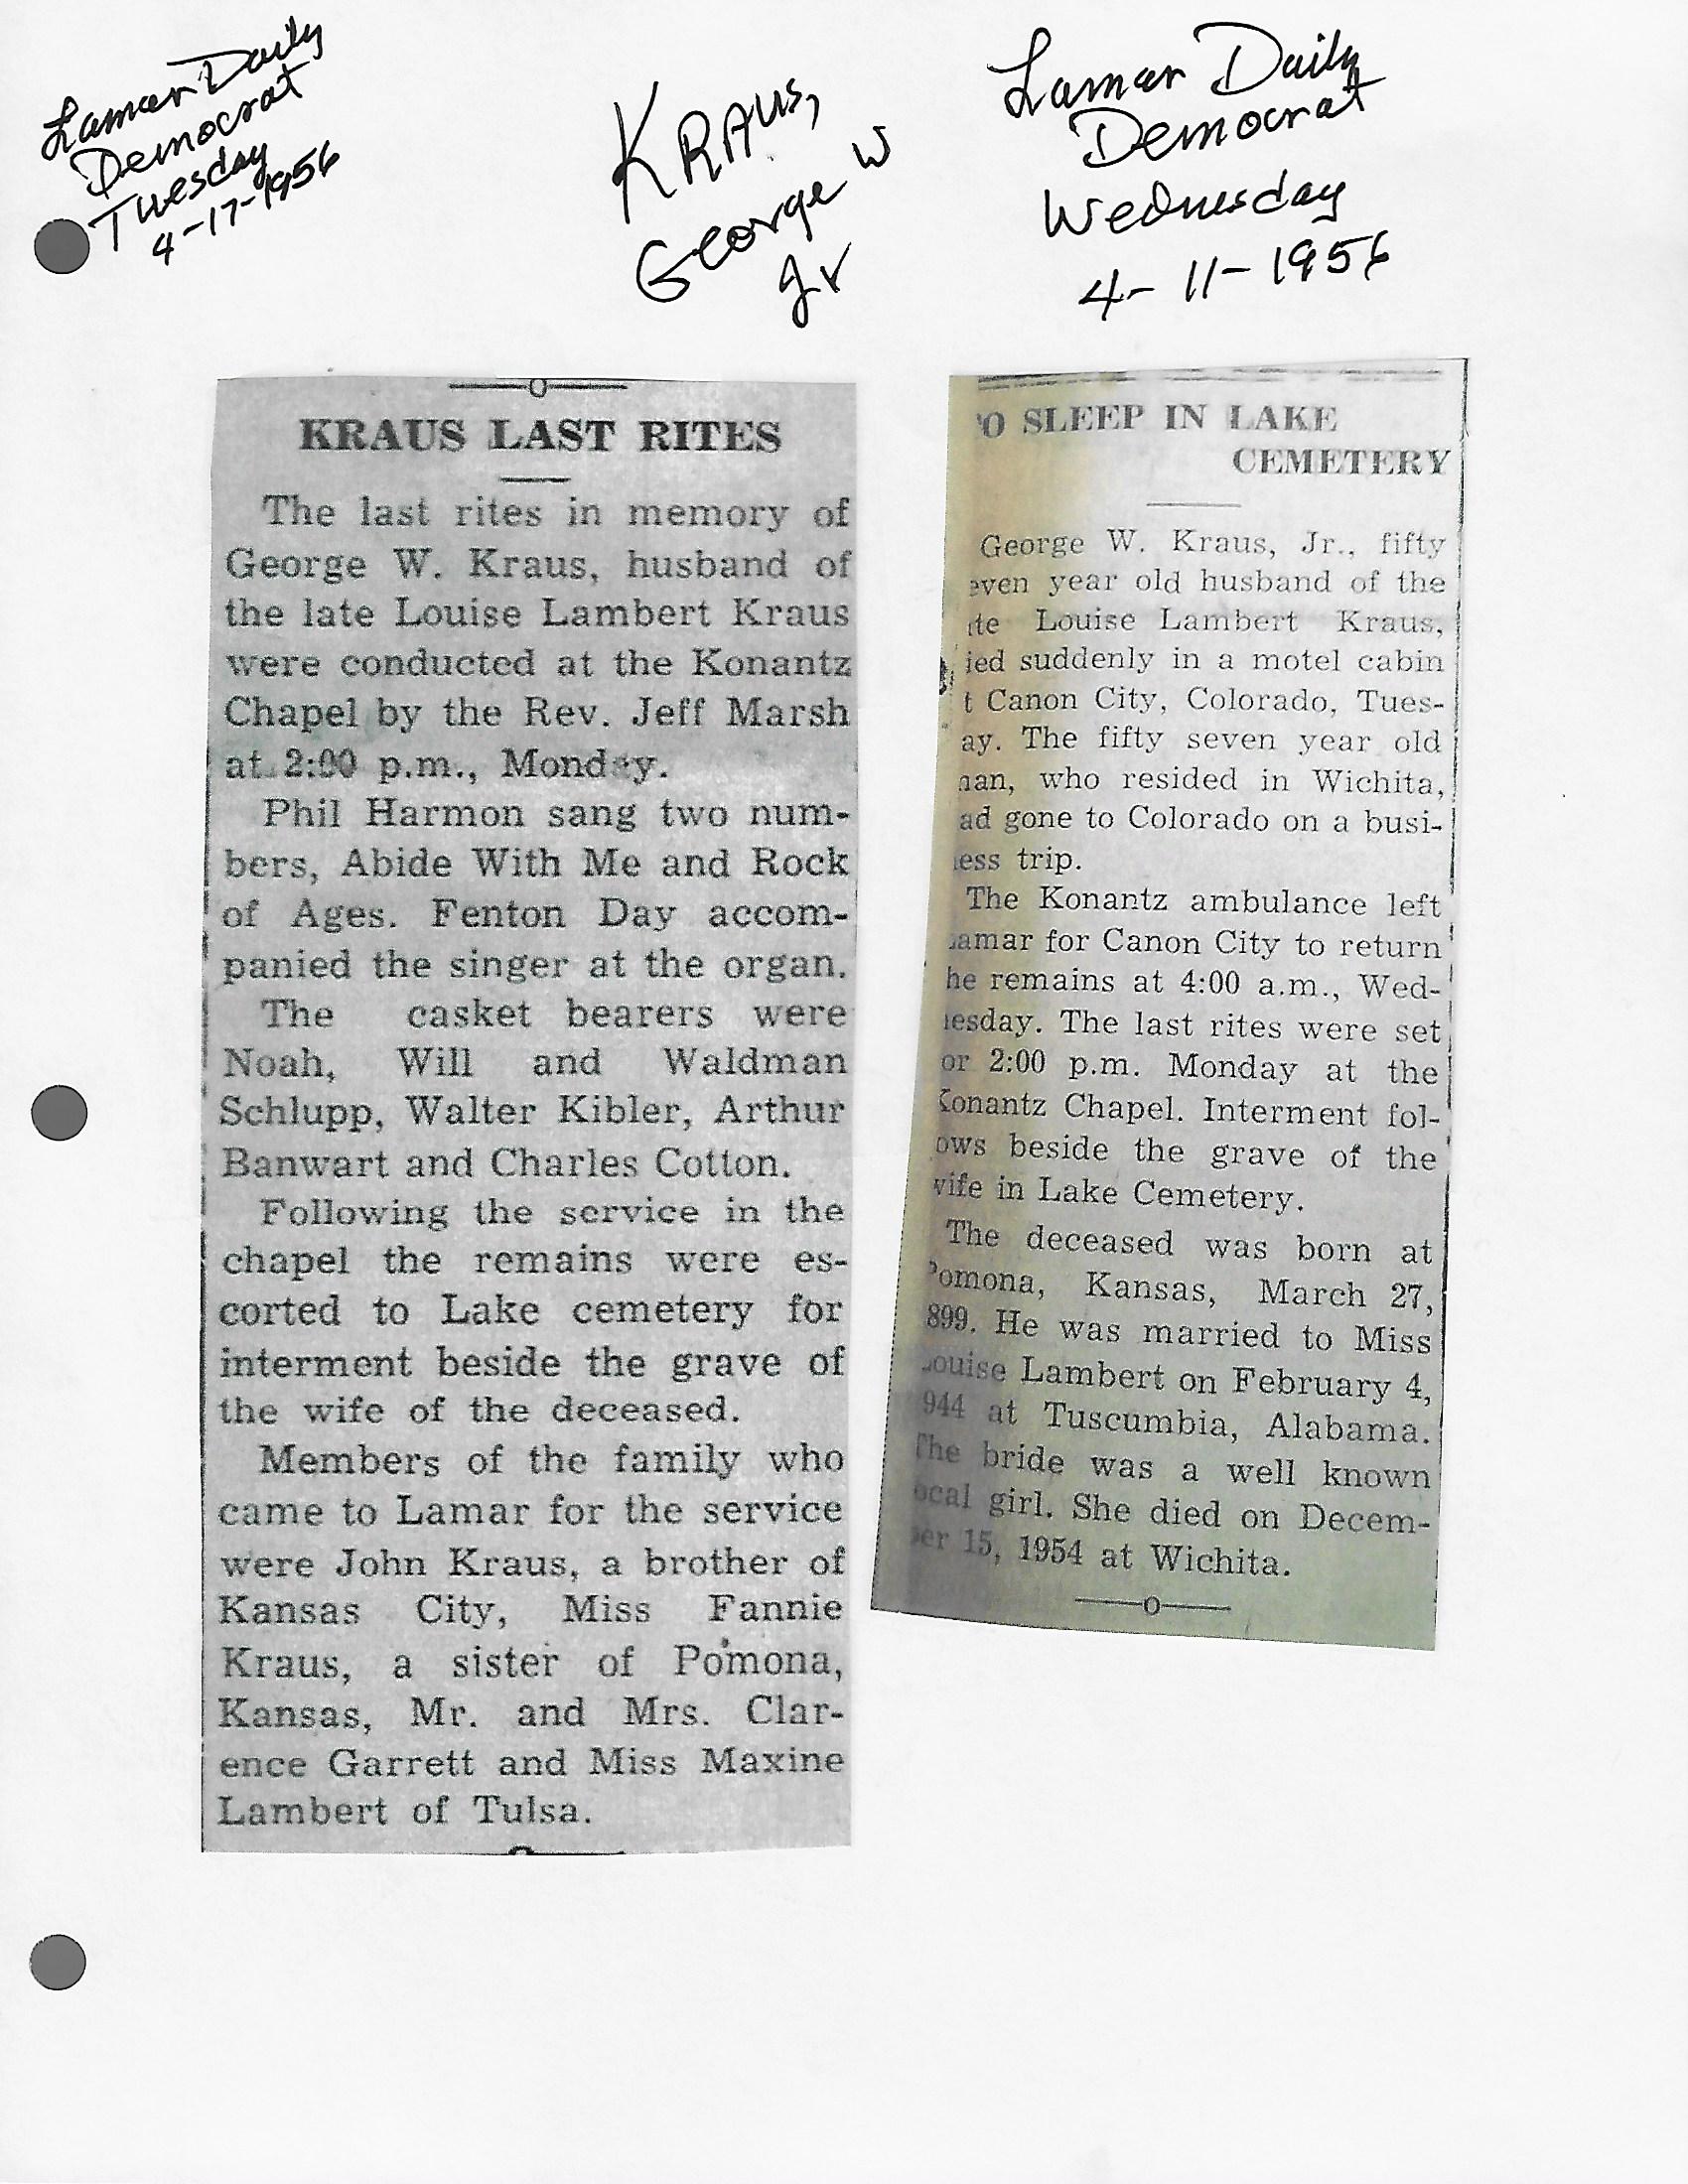 Lamar Daily
Democrat
Tuesday
4-17-1956
KRAUS,
George W
Jr
Lamar Daily
Democrat
Wednesday
4-11-1956
KRAUS LAST RITES
The last rites in memory of
George W. Kraus, husband of
the late Louise Lambert Kraus
were conducted at the Konantz
Chapel by the Rev. Jeff Marsh
at 2:00 p.m., Monday.
Phil Harmon sang two num-
bers, Abide With Me and Rock
of Ages. Fenton Day accom-
panied the singer at the organ.
The casket bearers were
Noah, Will and Waldman
Schlupp, Walter Kibler, Arthur
Banwart and Charles Cotton.
Following the service in the
chapel the remains were es-
corted to Lake cemetery for
interment beside the grave of
the wife of the deceased.
Members of the family who
came to Lamar for the service
were John Kraus, a brother of
Kansas City, Miss Fannie
Kraus, a sister of Pomona,
Kansas, Mr. and Mrs. Clar-
ence Garrett and Miss Maxine
Lambert of Tulsa.
'O SLEEP IN LAKE
CEMETERY
George W. Kraus, Jr., fifty
even year old husband of the
te Louise Lambert Kraus,
ied suddenly in a motel cabin
t Canon City, Colorado, Tues-
ay. The fifty seven year old
nan, who resided in Wichita,
ad gone to Colorado on a busi-
ess trip.
The Konantz ambulance left
amar for Canon City to return
he remains at 4:00 a.m., Wed-
nesday. The last rites were set
or 2:00 p.m. Monday at the
Konantz Chapel. Interment fol-
ows beside the grave of the
wife in Lake Cemetery.
The deceased was born at
Pomona, Kansas, March 27,
899. He was married to Miss
Louise Lambert on February 4,
944 at Tuscumbia, Alabama.
The bride was a well known
ocal girl. She died on Decem-
ber 15, 1954 at Wichita.